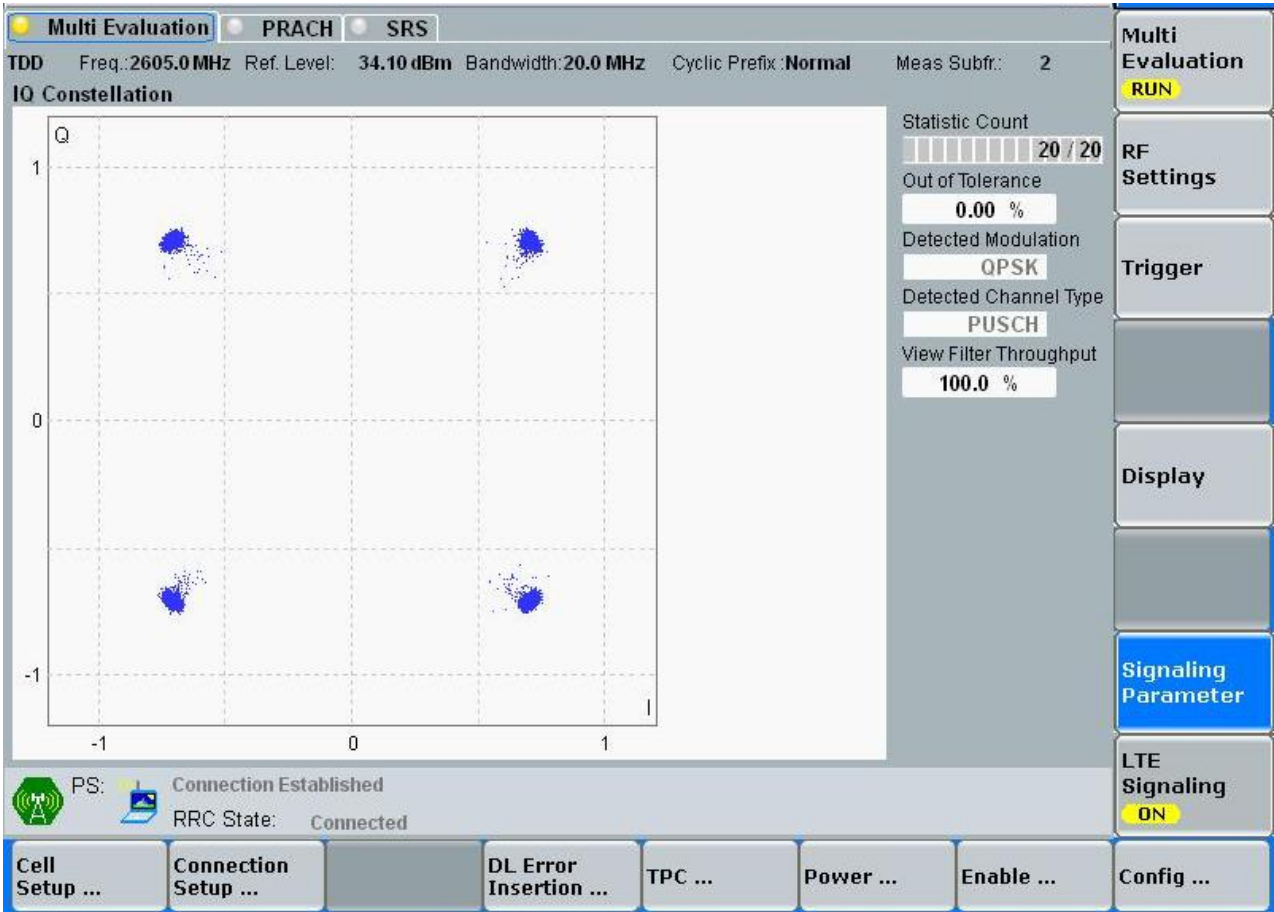 Multi Evaluation PRACH SRS
TDD Freq.:2605.0 MHz Ref. Level: 34.10 dBm Bandwidth:20.0 MHz Cyclic Prefix :Normal Meas Subfr.: 2
IQ Constellation
Q
1
0
-1
I
-1 0 1
Statistic Count
20 / 20
Out of Tolerance
0.00 %
Detected Modulation
QPSK
Detected Channel Type
PUSCH
View Filter Throughput
100.0 %
PS: Connection Established
RRC State: Connected
Multi
Evaluation
RUN
RF
Settings
Trigger
Display
Signaling
Parameter
LTE
Signaling
ON
Cell
Setup ...
Connection
Setup ...
DL Error
Insertion ...
TPC ...
Power ...
Enable ...
Config ...